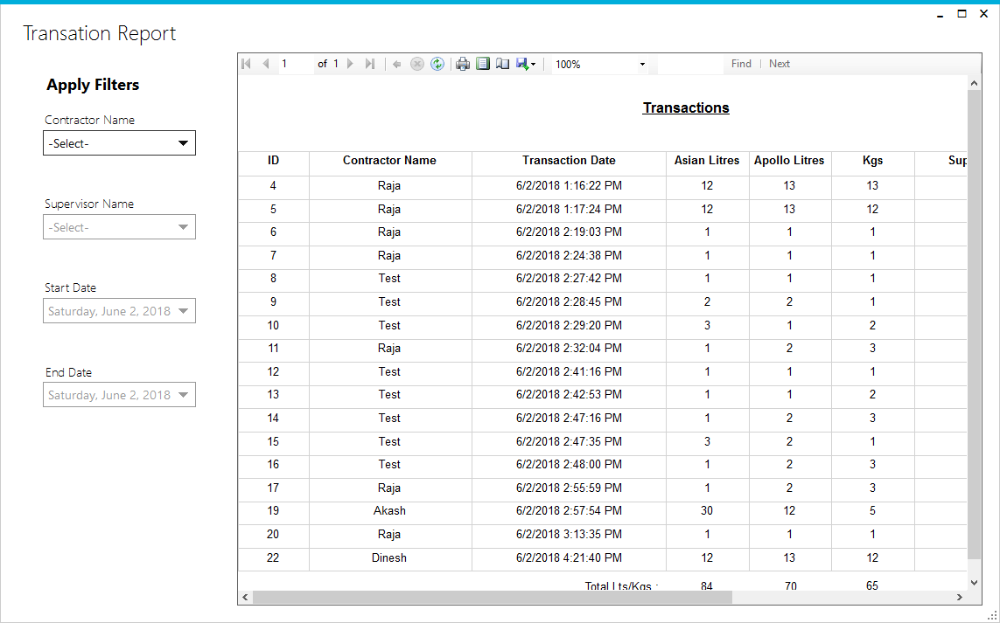 Transation Report
1 of 1 100% Find | Next
Apply Filters
Contractor Name
-Select-
Supervisor Name
-Select-
Start Date
Saturday, June 2, 2018
End Date
Saturday, June 2, 2018
Transactions
ID Contractor Name Transaction Date Asian Litres Apollo Litres Kgs Sup
4 Raja 6/2/2018 1:16:22 PM 12 13 13
5 Raja 6/2/2018 1:17:24 PM 12 13 12
6 Raja 6/2/2018 2:19:03 PM 1 1 1
7 Raja 6/2/2018 2:24:38 PM 1 1 1
8 Test 6/2/2018 2:27:42 PM 1 1 1
9 Test 6/2/2018 2:28:45 PM 2 2 1
10 Test 6/2/2018 2:29:20 PM 3 1 2
11 Raja 6/2/2018 2:32:04 PM 1 2 3
12 Test 6/2/2018 2:41:16 PM 1 1 1
13 Test 6/2/2018 2:42:53 PM 1 1 2
14 Test 6/2/2018 2:47:16 PM 1 2 3
15 Test 6/2/2018 2:47:35 PM 3 2 1
16 Test 6/2/2018 2:48:00 PM 1 2 3
17 Raja 6/2/2018 2:55:59 PM 1 2 3
19 Akash 6/2/2018 2:57:54 PM 30 12 5
20 Raja 6/2/2018 3:13:35 PM 1 1 1
22 Dinesh 6/2/2018 4:21:40 PM 12 13 12
Total Lts/Kgs : 84 70 65